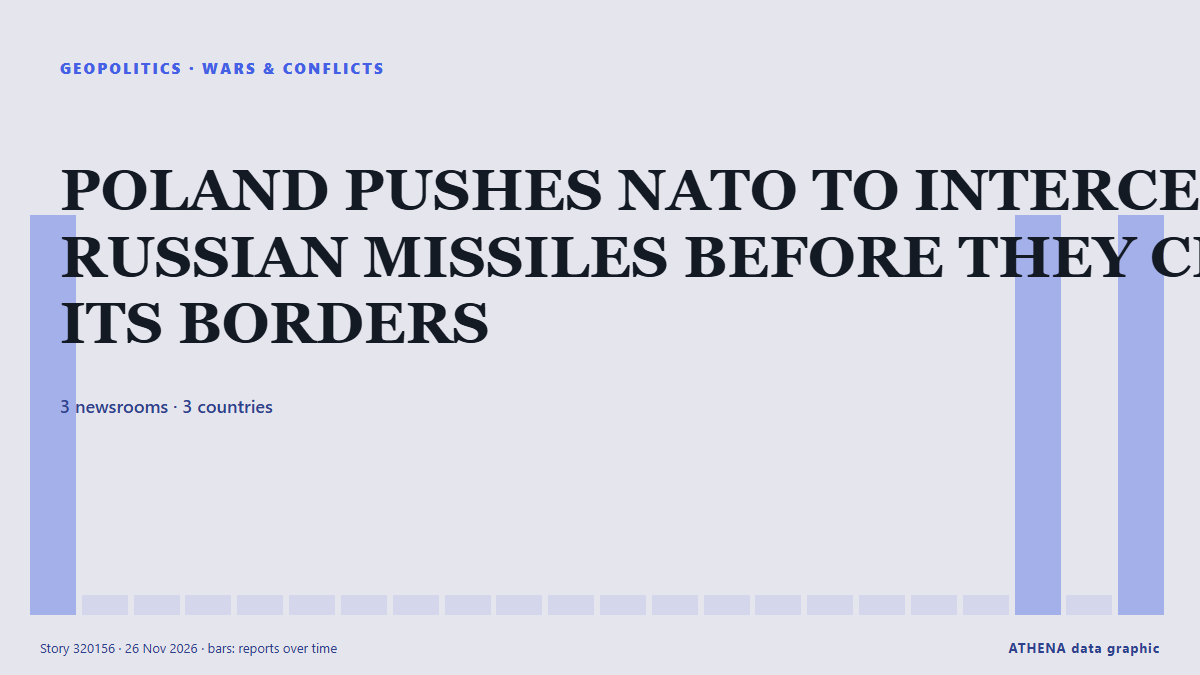 GEOPOLITICS · WARS & CONFLICTS
POLAND PUSHES NATO TO INTERCE
RUSSIAN MISSILES BEFORE THEY
ITS BORDERS
3 newsrooms · 3 countries
Story 320156 · 26 Nov 2026 · bars: reports over time
ATHENA data graphic